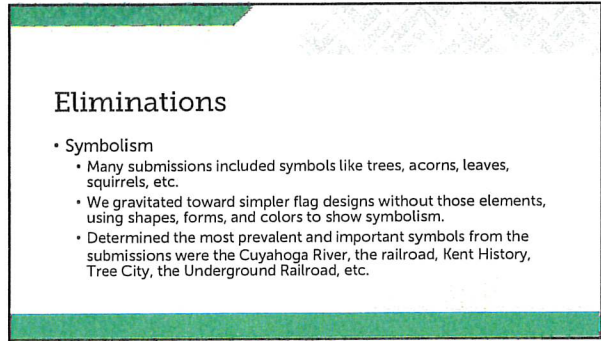 Eliminations
• Symbolism
• Many submissions included symbols like trees, acorns, leaves,
squirrels, etc.
• We gravitated toward simpler flag designs without those elements,
using shapes, forms, and colors to show symbolism.
• Determined the most prevalent and important symbols from the
submissions were the Cuyahoga River, the railroad, Kent History,
Tree City, the Underground Railroad, etc.